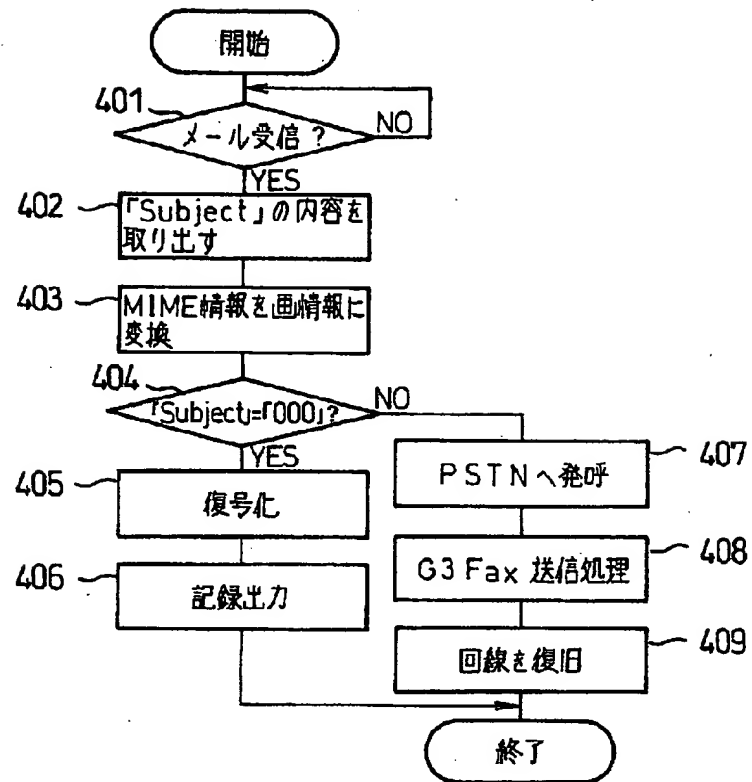 開始
401
メール受信?
NO
YES
402
「Subject」の内容を
取り出す
403
MIME情報を画情報に
変換
404
「Subject」=「000」?
NO
YES
405
復号化
406
記録出力
PSTNへ発呼
407
G3 Fax 送信処理
408
回線を復旧
409
終了